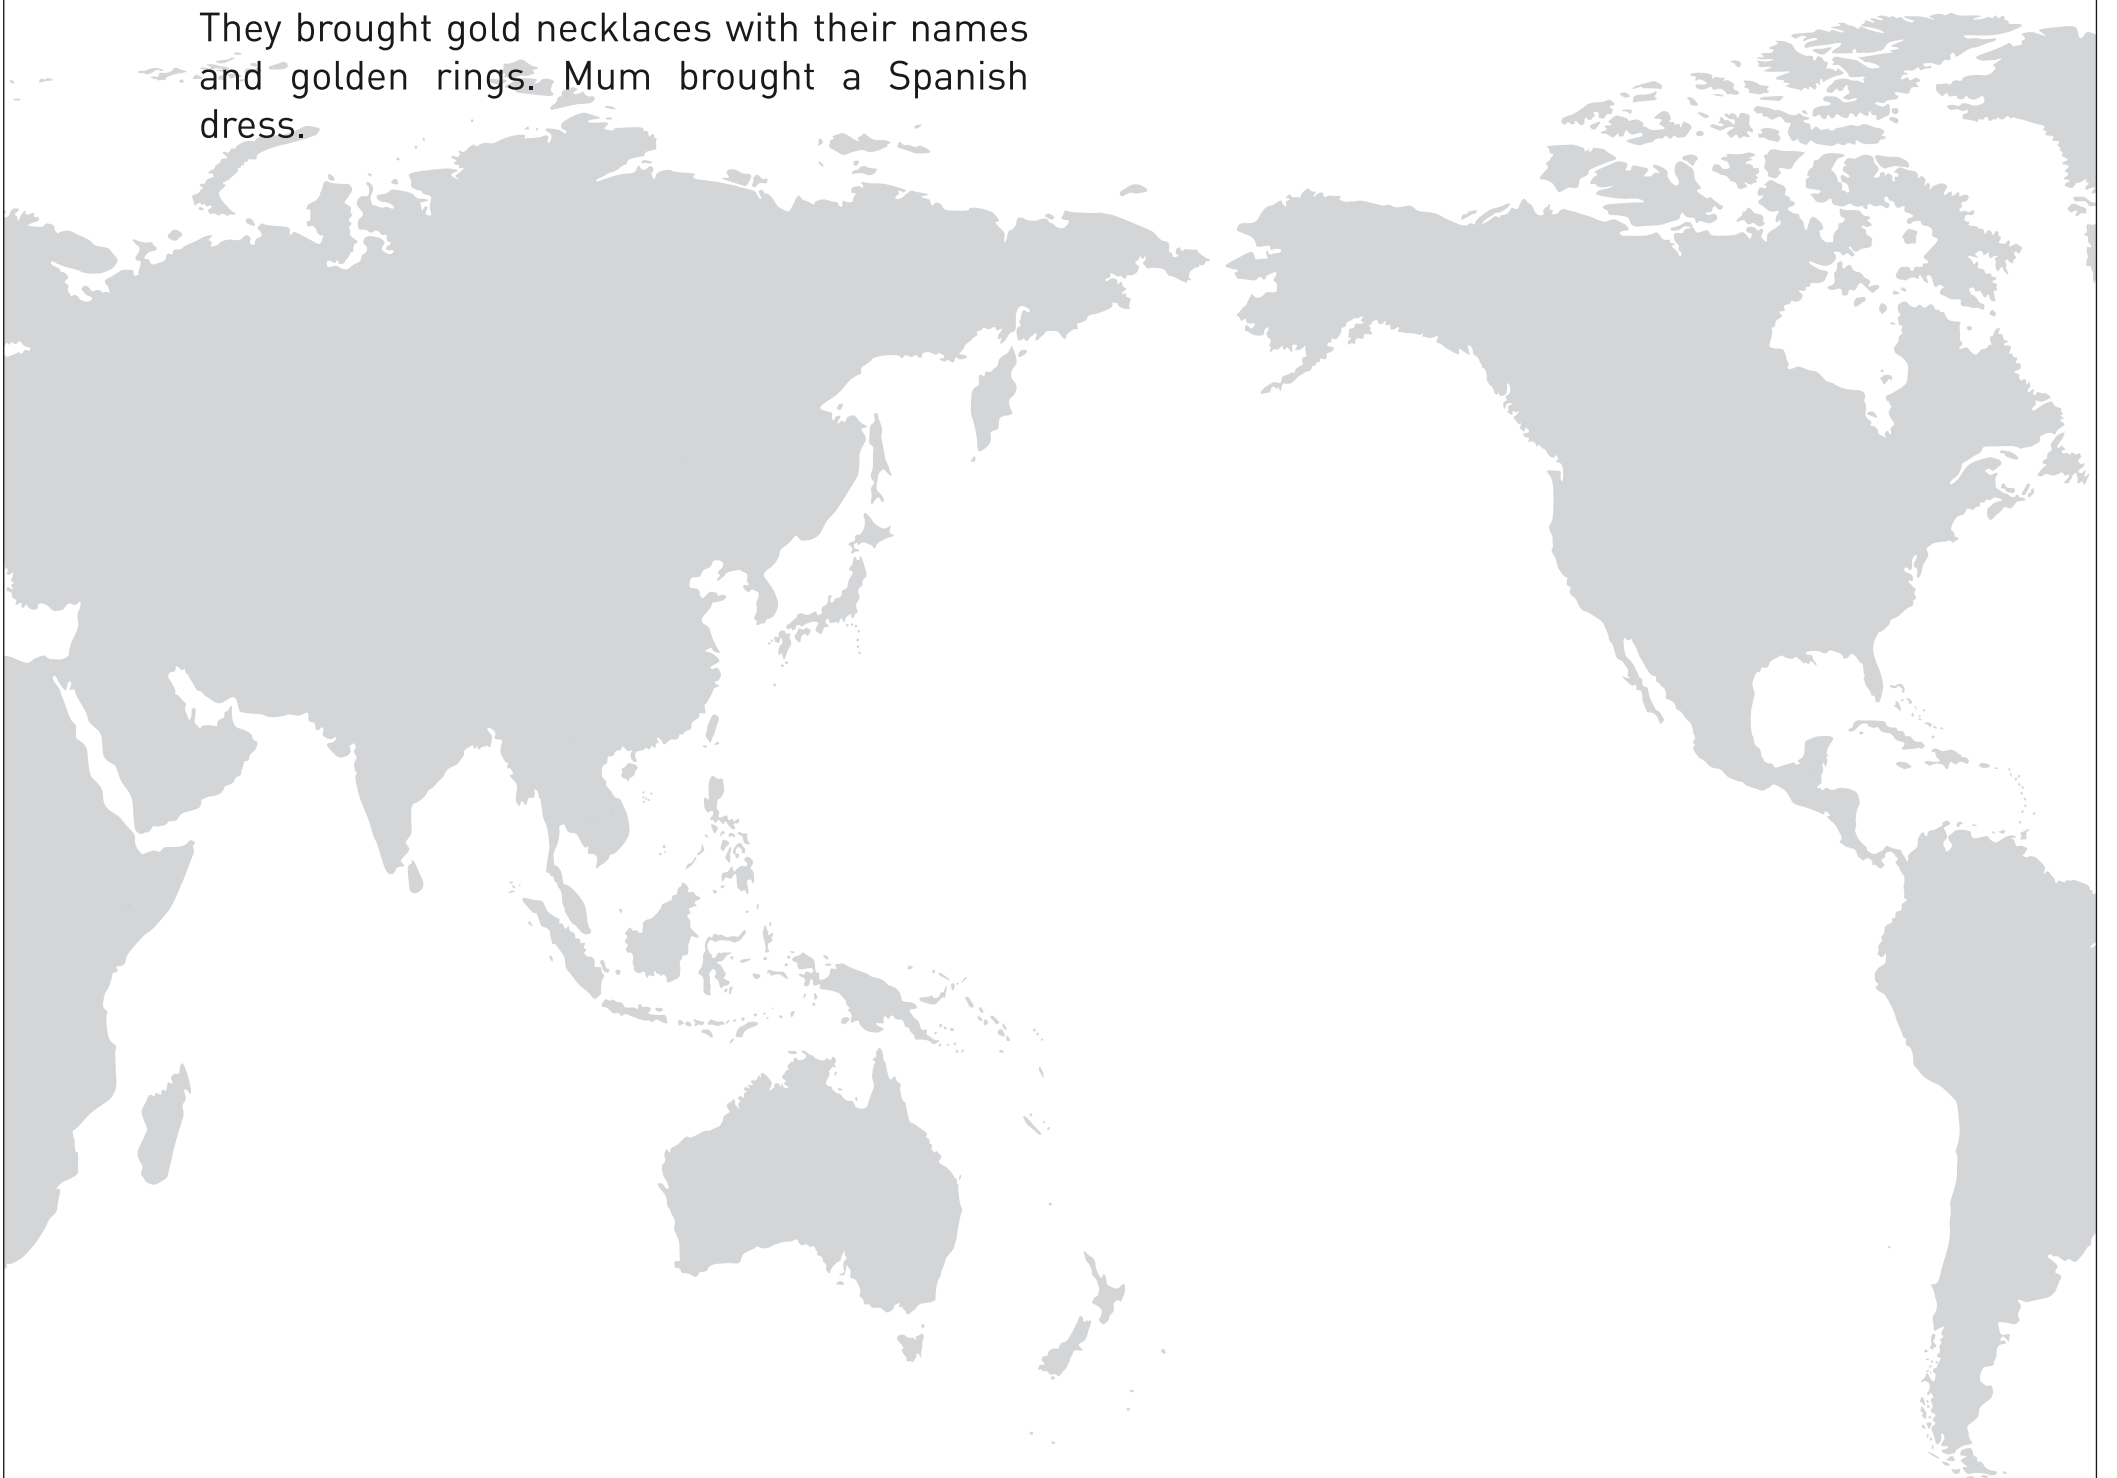 They brought gold necklaces with their names
and golden rings. Mum brought a Spanish
dress.